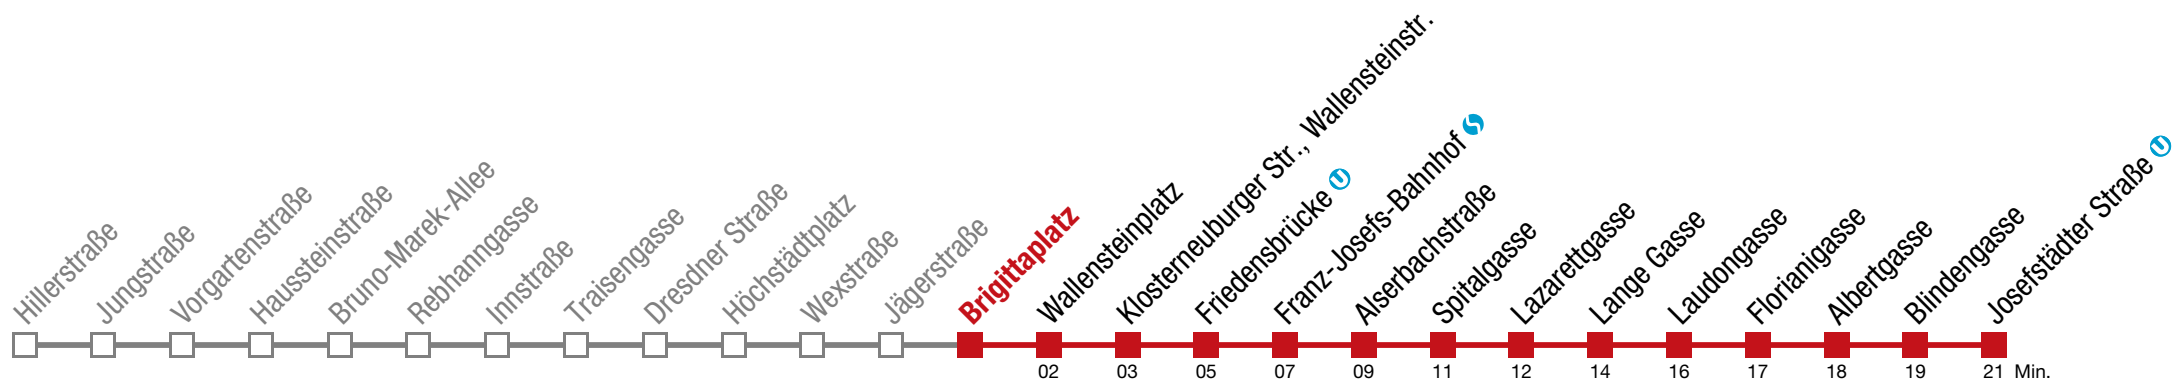 Hillerstraße
Jungstraße
Vorgartenstraße
Haussteinstraße
Bruno-Marek-Allee
Rebhanngasse
Innstraße
Traisengasse
Dresdner Straße
Höchstädtplatz
Wexstraße
Jägerstraße
Brigittaplatz
Wallensteinplatz
Klosterneuburger Str., Wallensteinstr.
Friedensbrücke U
Franz-Josefs-Bahnhof S
Alserbachstraße
Spitalgasse
Lazarettgasse
Lange Gasse
Laudongasse
Florianigasse
Albertgasse
Blindengasse
Josefstädter Straße U
02 03 05 07 09 11 12 14 16 17 18 19 21 Min.